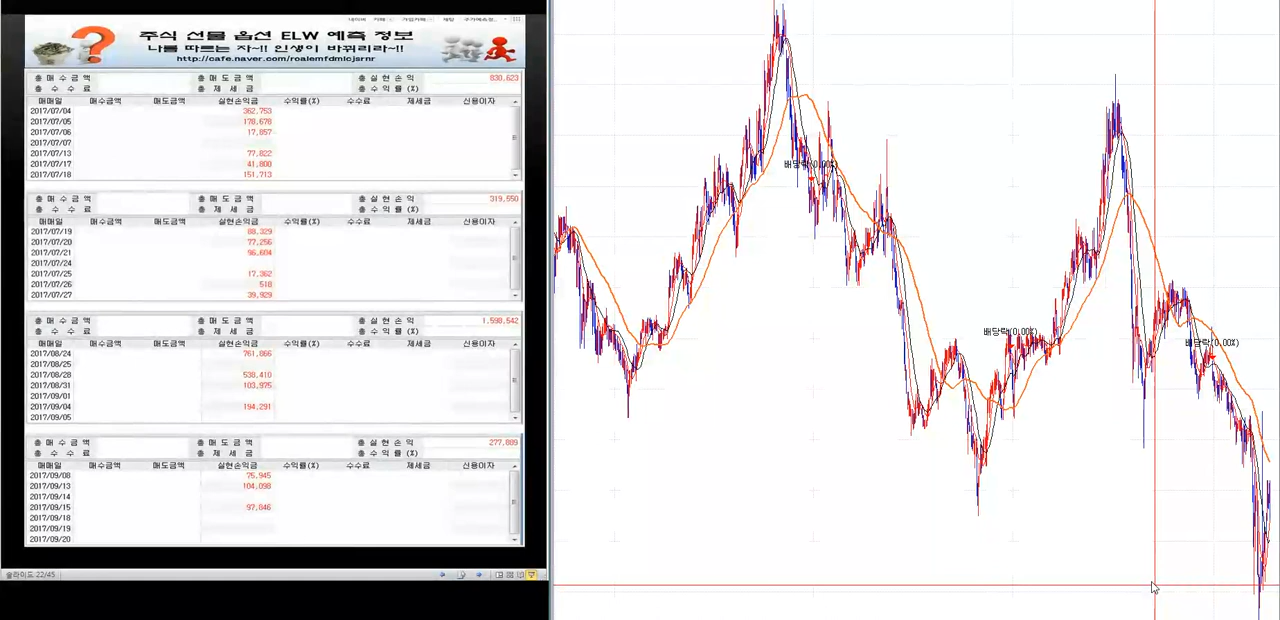 주식 선물 옵션 ELW 예측 정보
나를 따르는 자~!! 인생이 바뀌리라~!!
http://cafe.naver.com/roalemfdmlcjsrnr
총 매 수 금 액 총 매 도 금 액 총 실 현 손 익 830,623
총 수 수 료 총 제 세 금 총 수 익 률 (%)
매매일 매수금액 매도금액 실현손익금 수익률(%) 수수료 제세금 신용이자
2017/07/04 362,753
2017/07/05 178,678
2017/07/06 17,857
2017/07/07
2017/07/13 77,822
2017/07/17 41,800
2017/07/18 151,713
총 매 수 금 액 총 매 도 금 액 총 실 현 손 익 319,550
총 수 수 료 총 제 세 금 총 수 익 률 (%)
매매일 매수금액 매도금액 실현손익금 수익률(%) 수수료 제세금 신용이자
2017/07/19 88,329
2017/07/20 77,256
2017/07/21 96,604
2017/07/24
2017/07/25 17,362
2017/07/26 518
2017/07/27 39,929
총 매 수 금 액 총 매 도 금 액 총 실 현 손 익 1,598,542
총 수 수 료 총 제 세 금 총 수 익 률 (%)
매매일 매수금액 매도금액 실현손익금 수익률(%) 수수료 제세금 신용이자
2017/08/24 761,866
2017/08/25
2017/08/28 538,410
2017/08/31 103,975
2017/09/01
2017/09/04 194,291
2017/09/05
총 매 수 금 액 총 매 도 금 액 총 실 현 손 익 277,889
총 수 수 료 총 제 세 금 총 수 익 률 (%)
매매일 매수금액 매도금액 실현손익금 수익률(%) 수수료 제세금 신용이자
2017/09/08 75,945
2017/09/13 104,098
2017/09/14
2017/09/15 97,846
2017/09/18
2017/09/19
2017/09/20
슬라이드 22/45
배당락(0.00%)
배당락(0.00%)
배당락(0.00%)